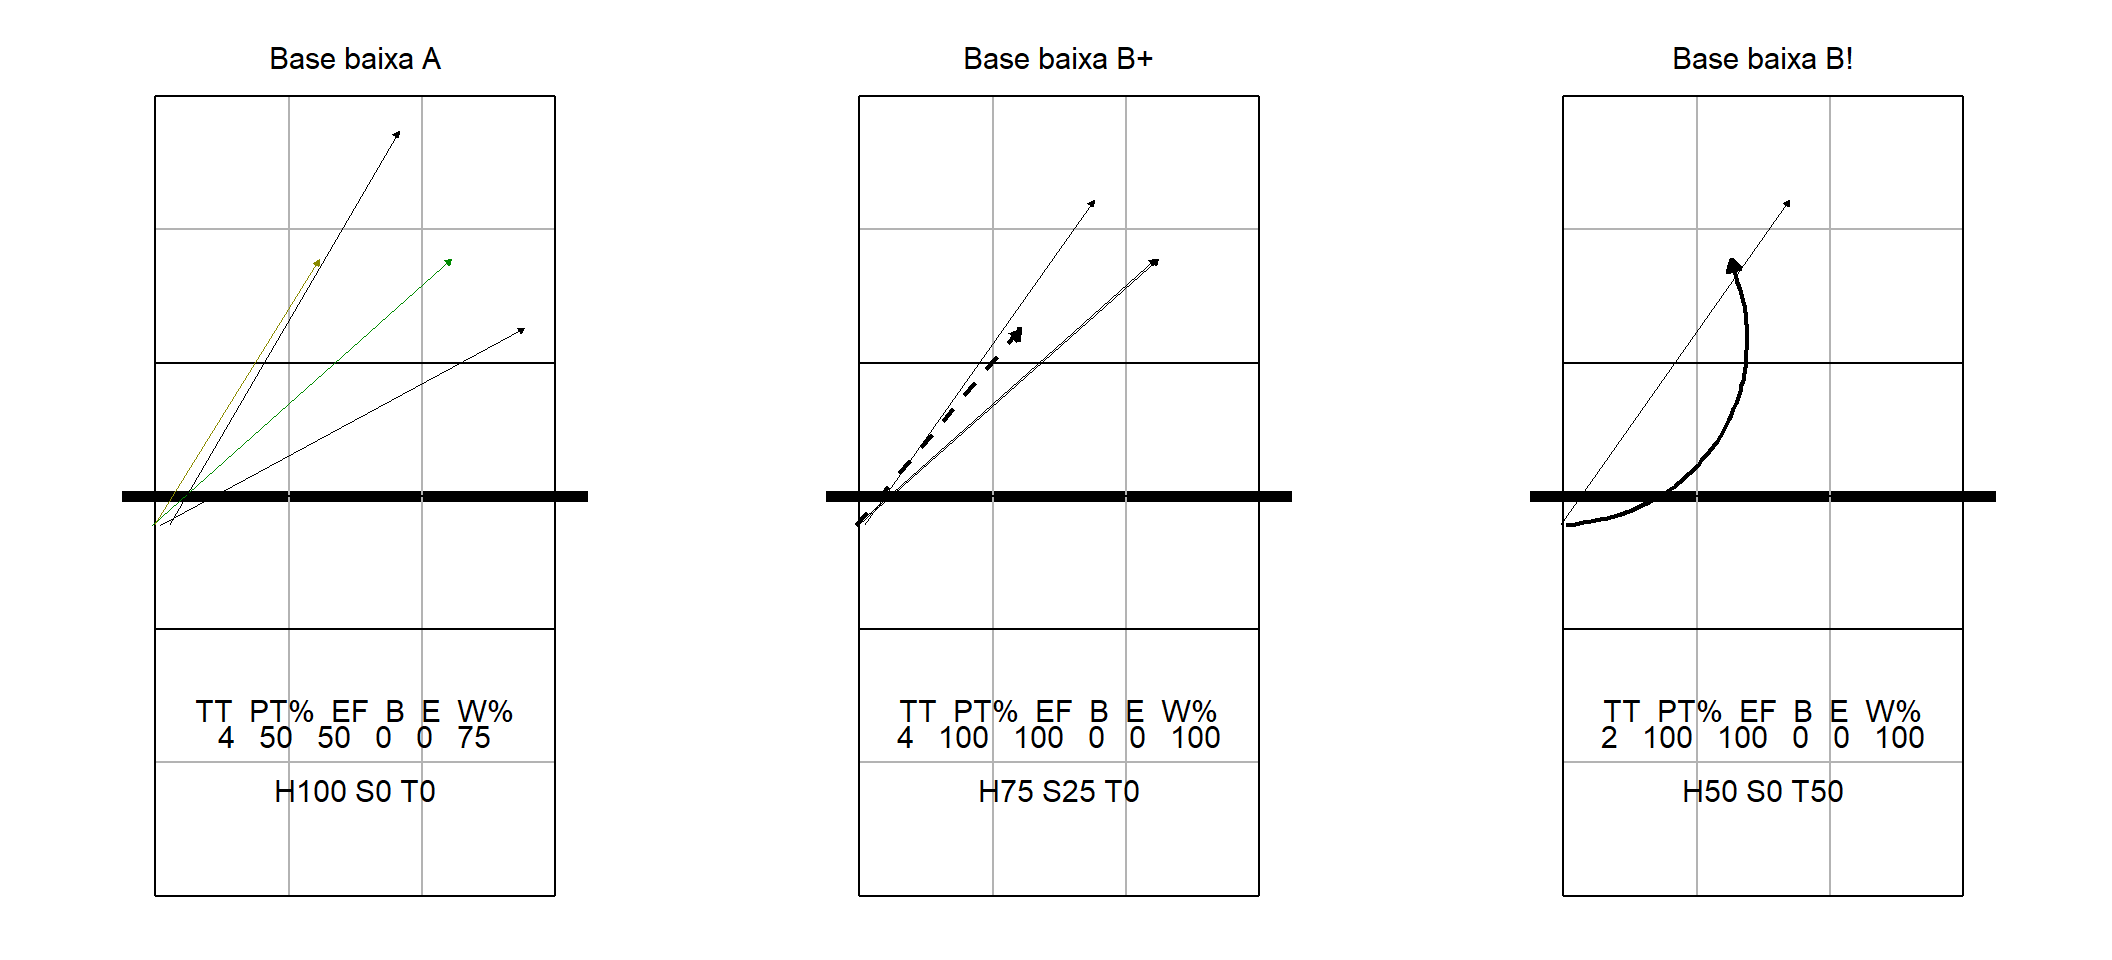 Base baixa A
TT PT% EF B E W%
4 50 50 0 0 75
H100 S0 T0
Base baixa B+
TT PT% EF B E W%
4 100 100 0 0 100
H75 S25 T0
Base baixa B!
TT PT% EF B E W%
2 100 100 0 0 100
H50 S0 T50